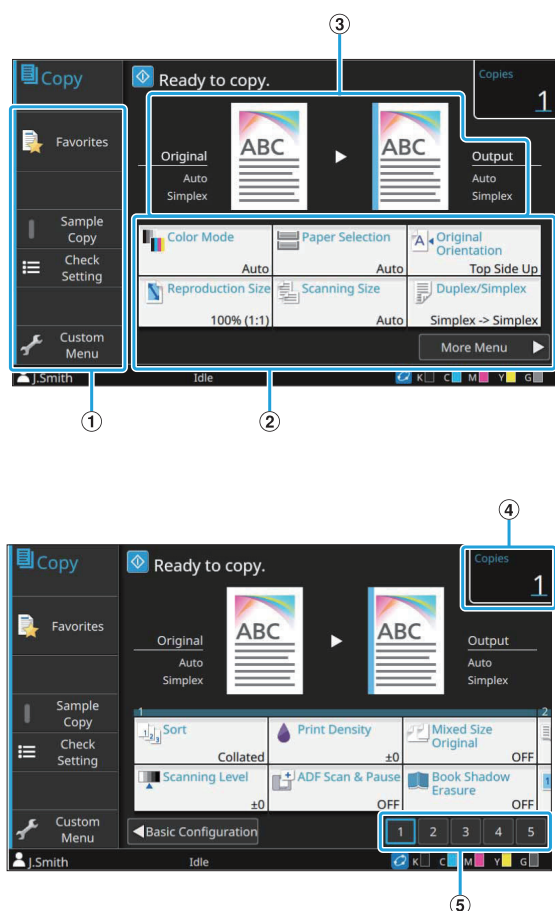 3
Copy
Ready to copy.
Copies
1
Favorites
Original
Auto
Simplex
ABC
ABC
Output
Auto
Simplex
Sample
Copy
Check
Setting
Custom
Menu
Color Mode
Auto
Paper Selection
Auto
Original
Orientation
Top Side Up
Reproduction Size
100% (1:1)
Scanning Size
Auto
Duplex/Simplex
Simplex -> Simplex
More Menu
J.Smith
Idle
K C M Y G
1
2
4
Copy
Ready to copy.
Copies
1
Favorites
Original
Auto
Simplex
ABC
ABC
Output
Auto
Simplex
Sample
Copy
Check
Setting
Custom
Menu
1
2
1 2 3
Sort
Collated
Print Density
±0
Mixed Size
Original
OFF
Scanning Level
±0
ADF Scan & Pause
OFF
Book Shadow
Erasure
OFF
1
Basic Configuration
1 2 3 4 5
J.Smith
Idle
K C M Y G
5